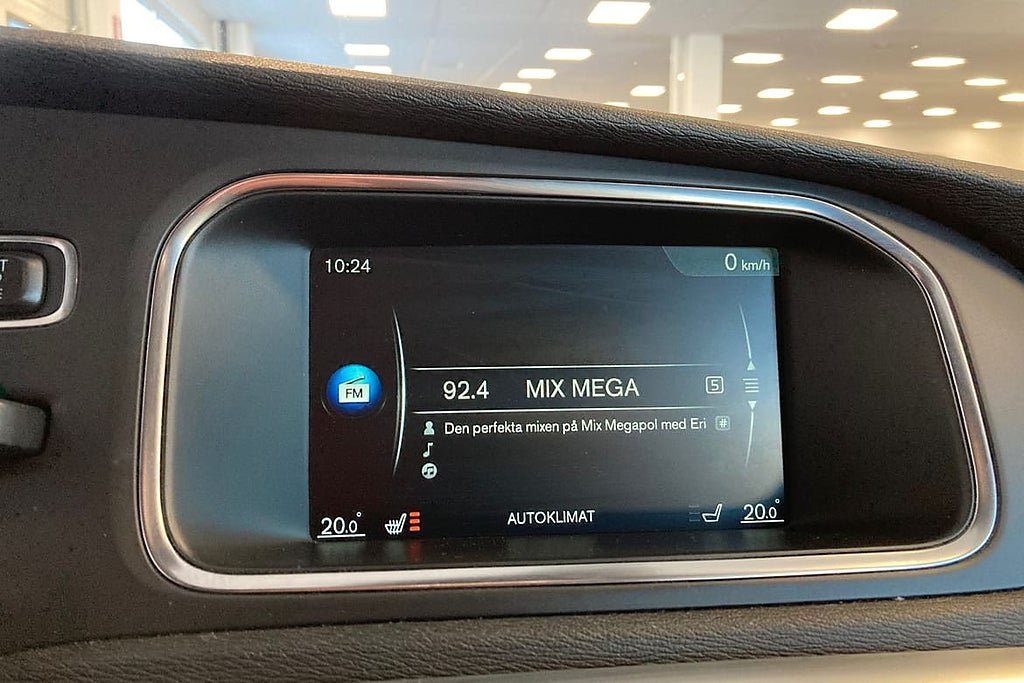 10:24
0 km/h
FM
92.4 MIX MEGA 5
Den perfekta mixen på Mix Megapol med Eri #
20.0° AUTOKLIMAT 20.0°